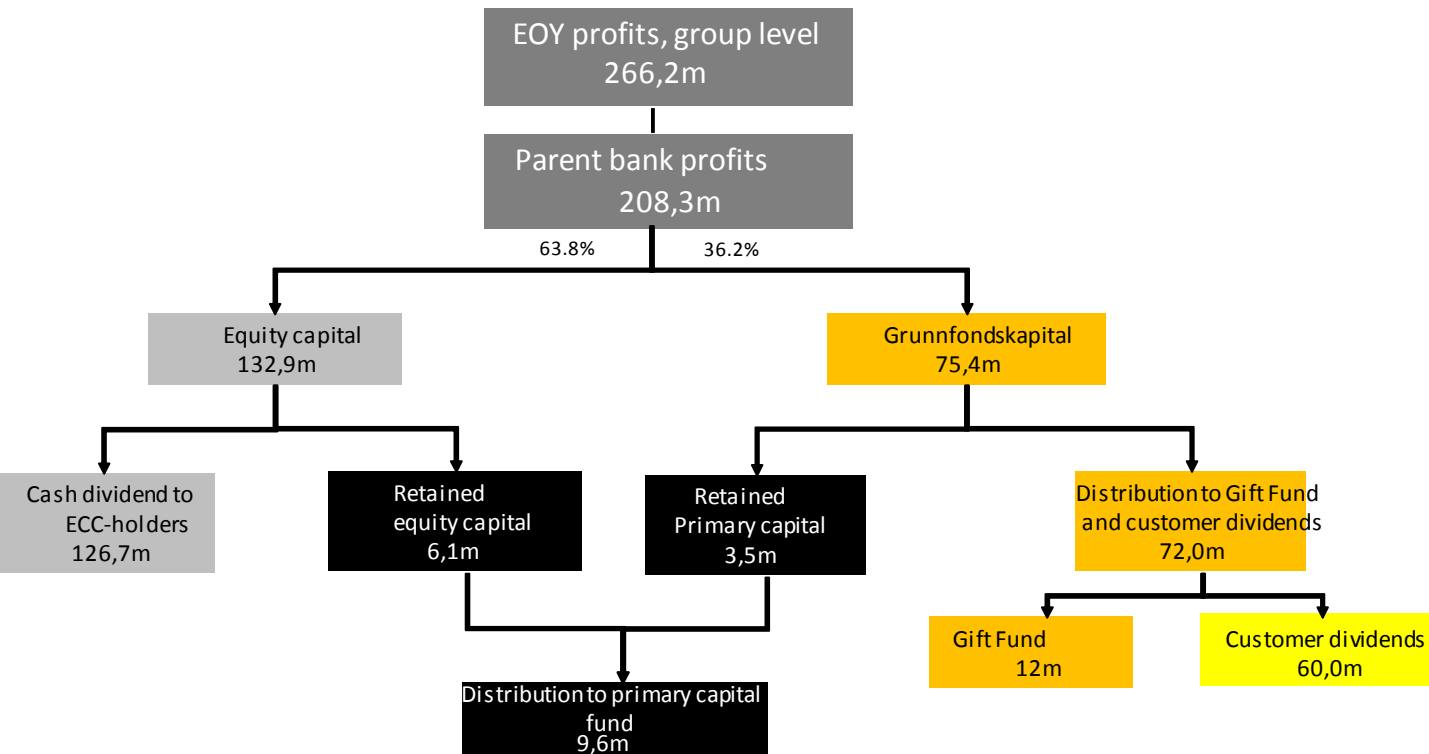 EOY profits, group level
266,2m
Parent bank profits
208,3m
63.8%
36.2%
Equity capital
132,9m
Grunnfondskapital
75,4m
Cash dividend to
ECC-holders
126,7m
Retained
equity capital
6,1m
Retained
Primary capital
3,5m
Distribution to Gift Fund
and customer dividends
72,0m
Gift Fund
12m
Customer dividends
60,0m
Distribution to primary capital
fund
9,6m